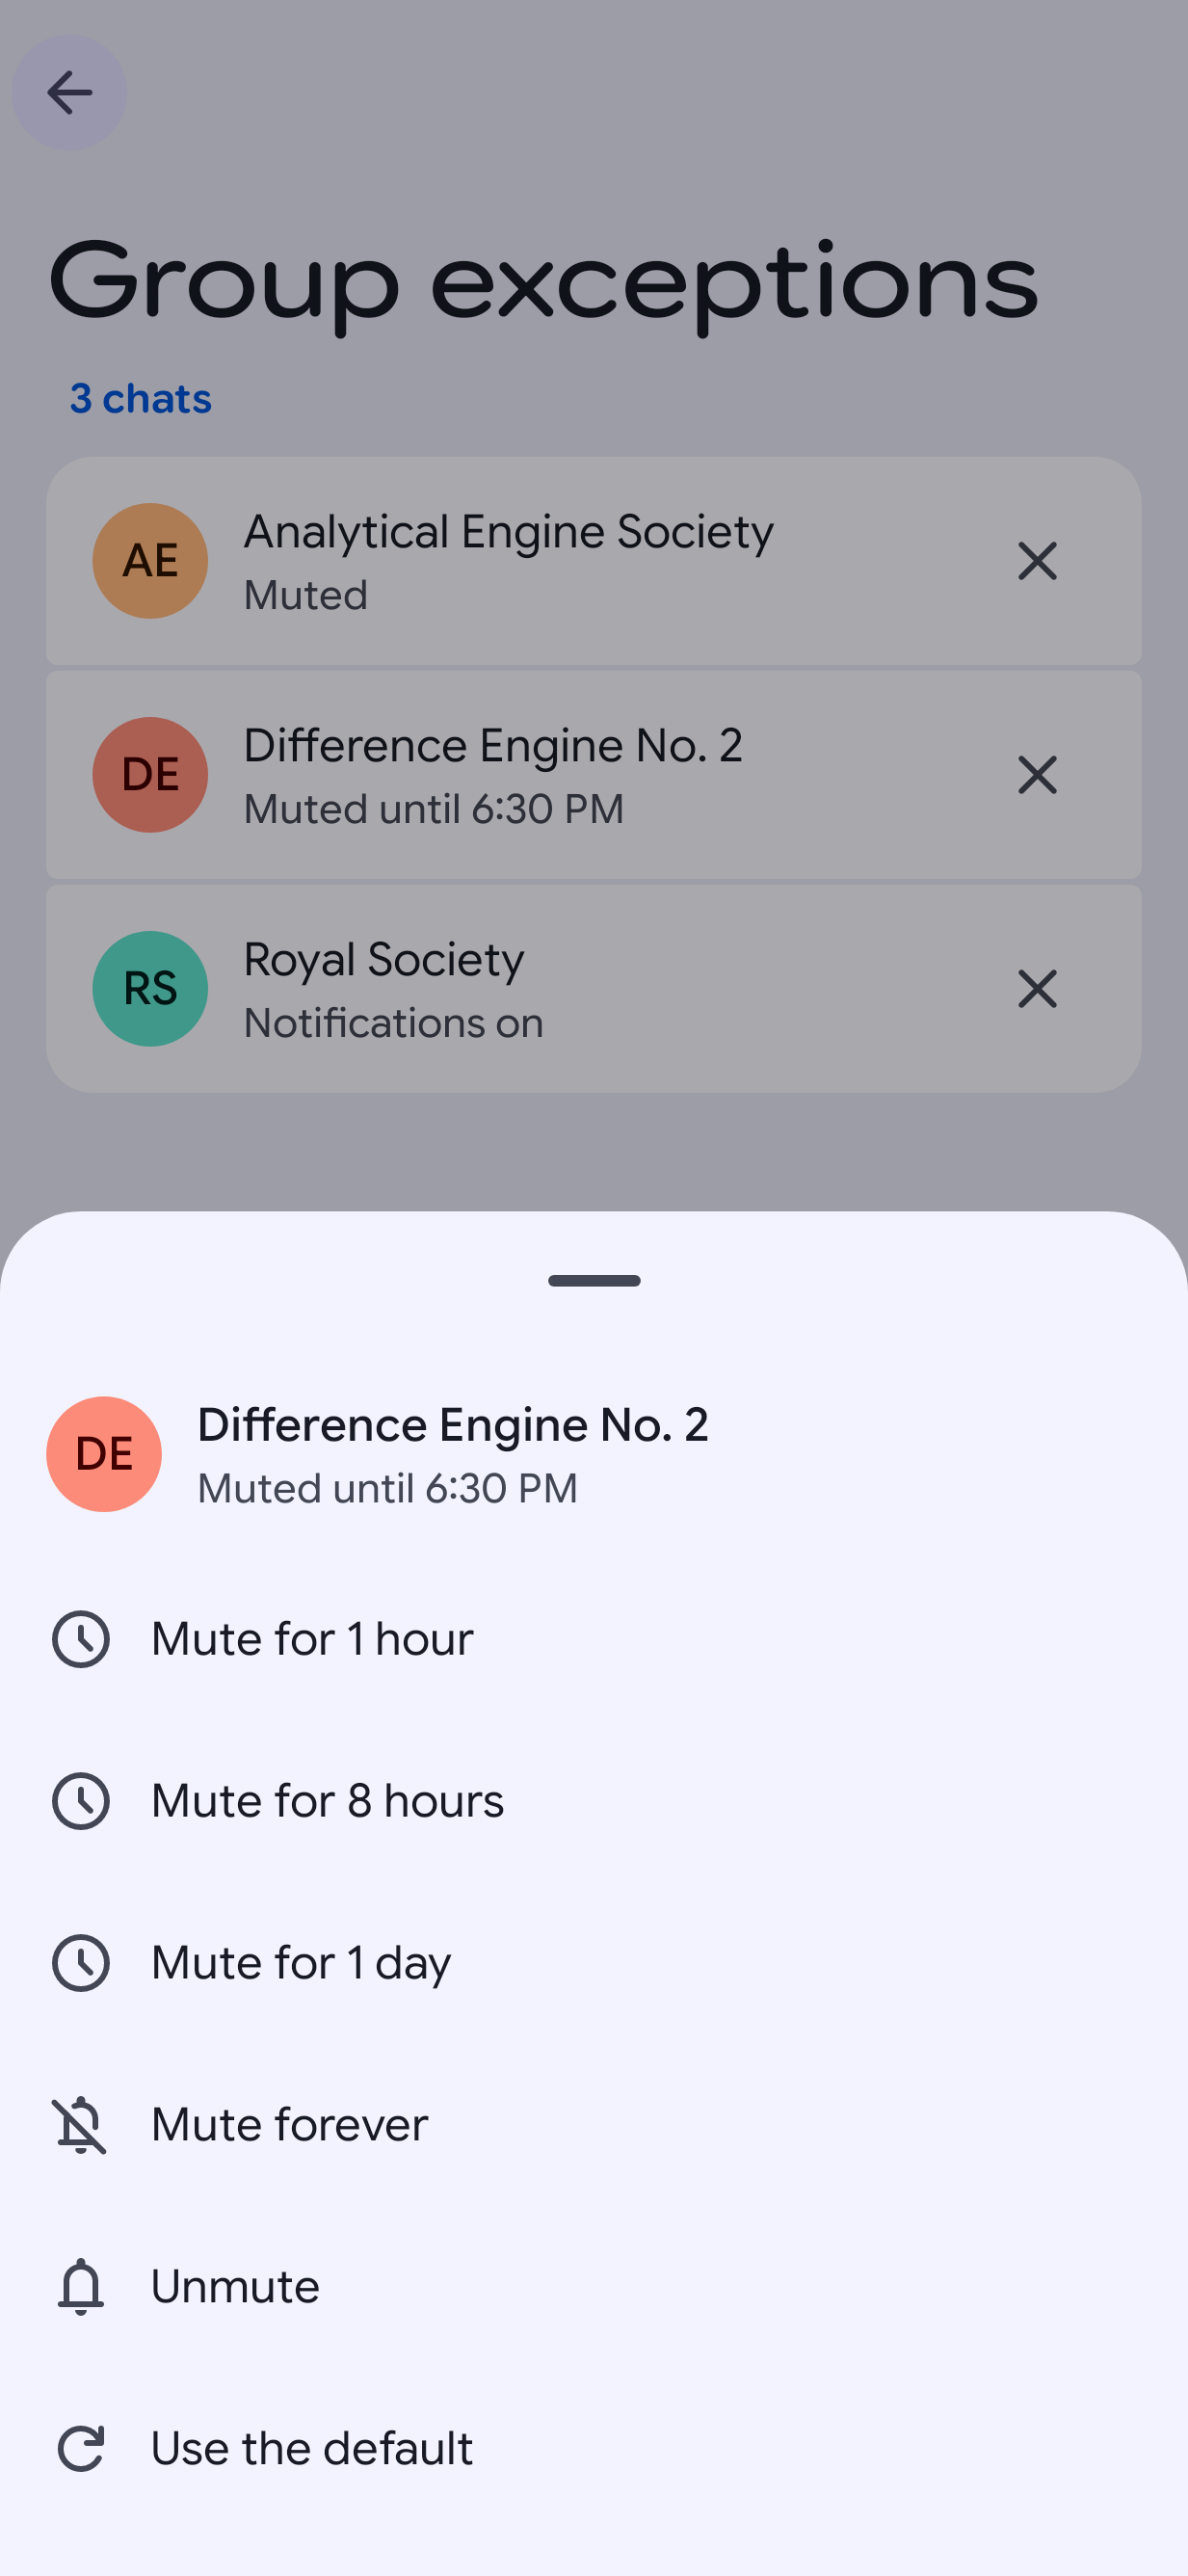 Group exceptions
3 chats
AE
Analytical Engine Society
Muted
DE
Difference Engine No. 2
Muted until 6:30 PM
RS
Royal Society
Notifications on
DE
Difference Engine No. 2
Muted until 6:30 PM
Mute for 1 hour
Mute for 8 hours
Mute for 1 day
Mute forever
Unmute
Use the default